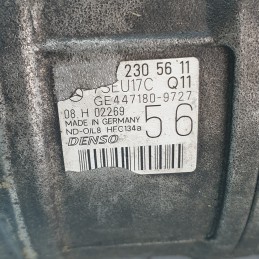 230 56 11
7SEU17C Q11
GE447180-9727
08 H 02269
MADE IN GERMANY
ND-OIL8 HFC134a
56
DENSO